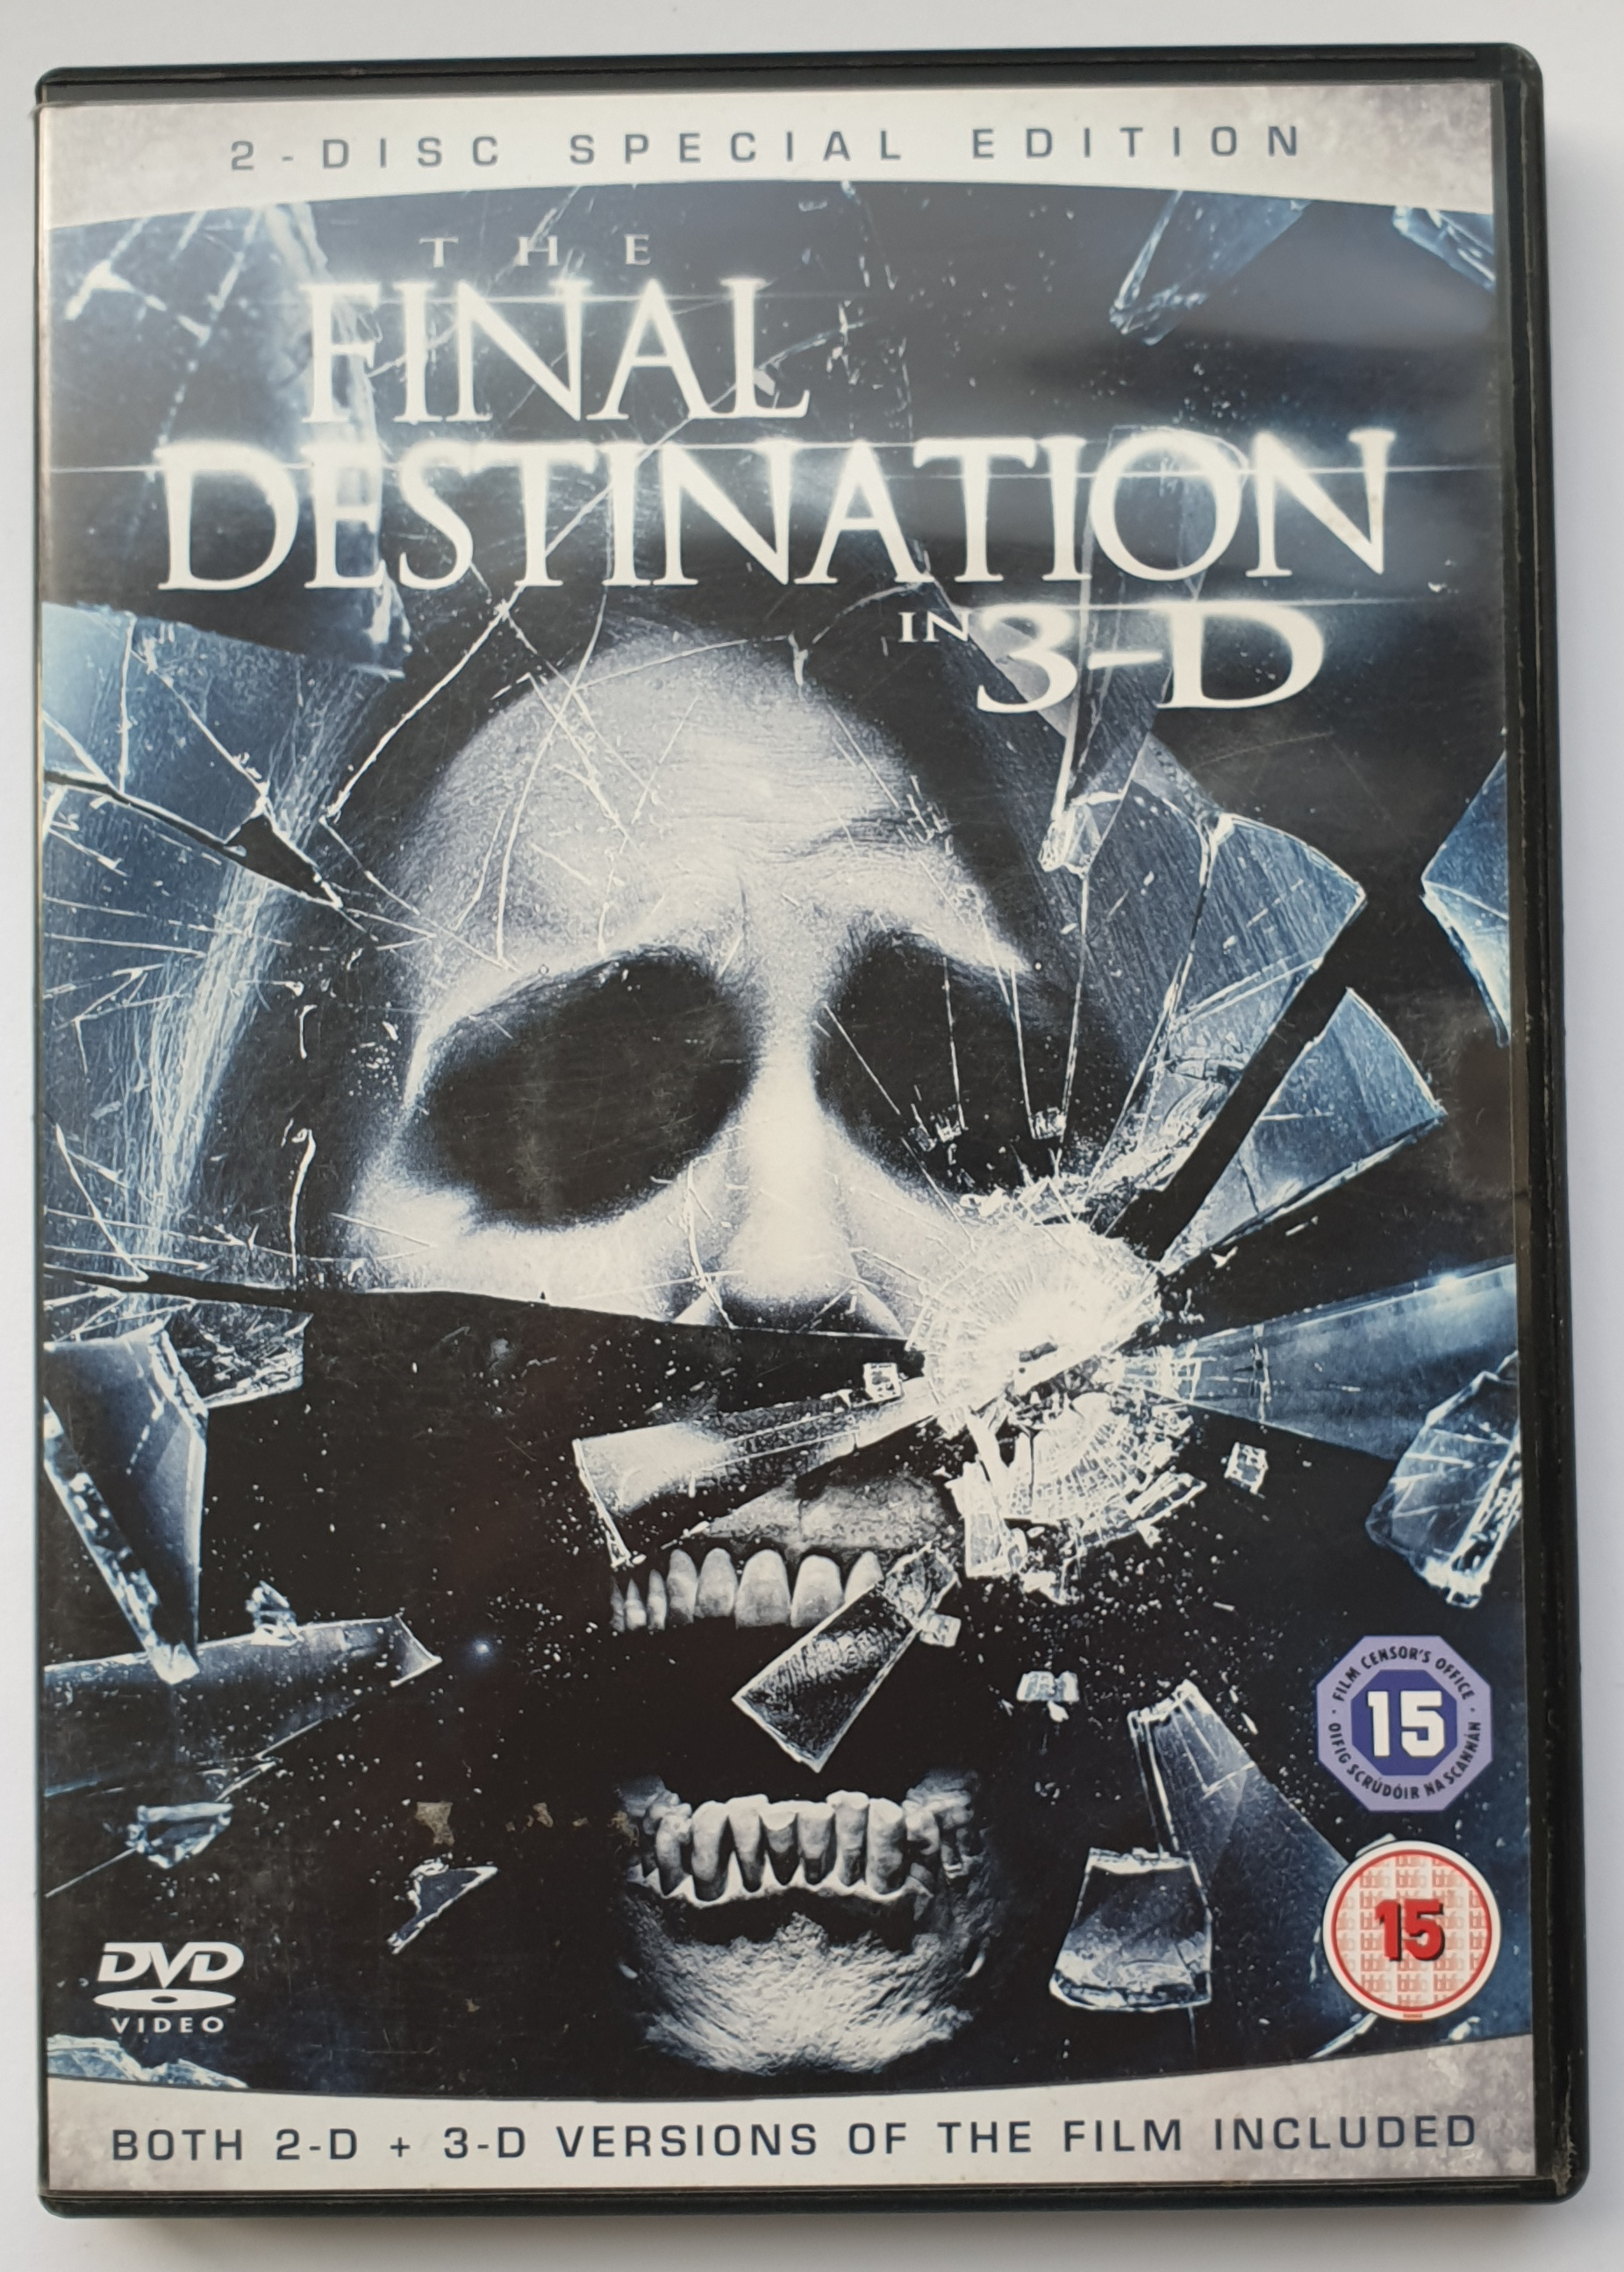 2-DISC SPECIAL EDITION
THE
FINAL
DESTINATION
IN 3-D
FILM CENSOR'S OFFICE
15
OIFIG SCRÚDÓIR NA SCANNÁN
15
DVD
VIDEO
BOTH 2-D + 3-D VERSIONS OF THE FILM INCLUDED